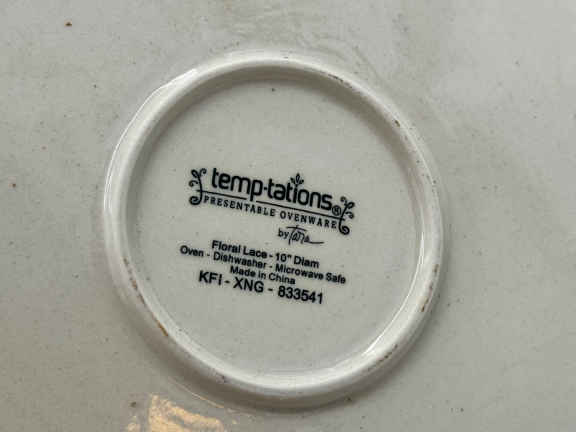 temp·tations®
PRESENTABLE OVENWARE
by Tara
Floral Lace - 10" Diam
Oven - Dishwasher - Microwave Safe
Made in China
KFI - XNG - 833541